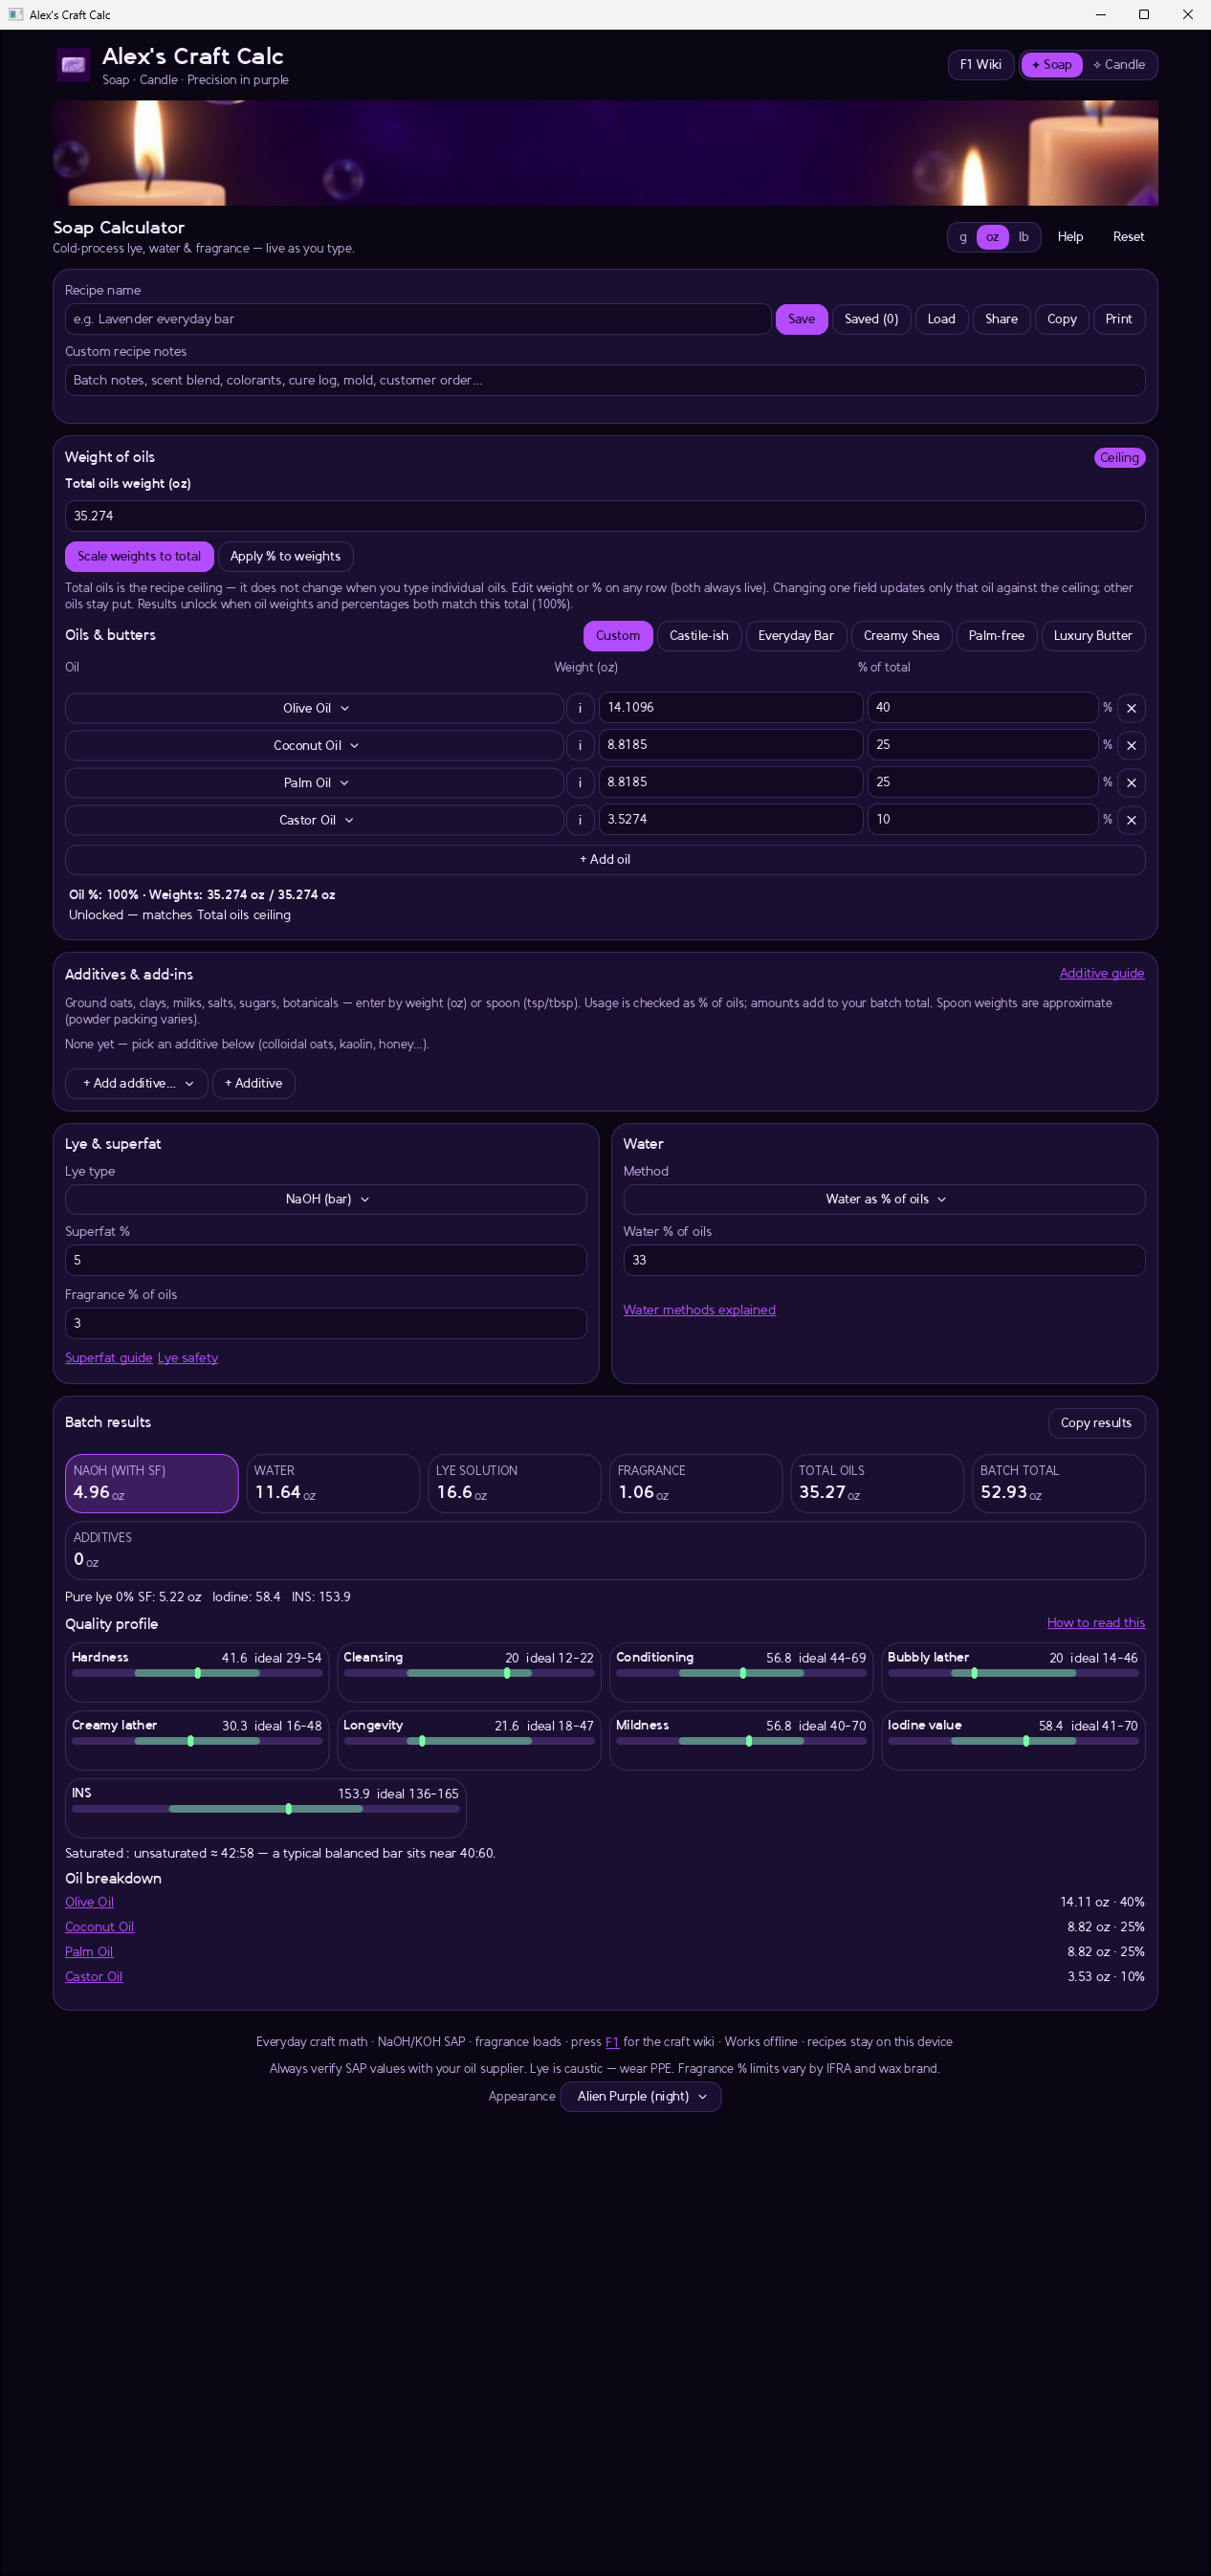 Alex's Craft Calc
Alex's Craft Calc
Soap · Candle · Precision in purple
F1 Wiki
✦ Soap
✧ Candle
Soap Calculator
Cold-process lye, water & fragrance — live as you type.
g
oz
lb
Help
Reset
Recipe name
e.g. Lavender everyday bar
Save
Saved (0)
Load
Share
Copy
Print
Custom recipe notes
Batch notes, scent blend, colorants, cure log, mold, customer order...
Weight of oils
Ceiling
Total oils weight (oz)
35.274
Scale weights to total
Apply % to weights
Total oils is the recipe ceiling — it does not change when you type individual oils. Edit weight or % on any row (both always live). Changing one field updates only that oil against the ceiling; other
oils stay put. Results unlock when oil weights and percentages both match this total (100%).
Oils & butters
Custom
Castile-ish
Everyday Bar
Creamy Shea
Palm-free
Luxury Butter
Oil
Weight (oz)
% of total
Olive Oil
i
14.1096
40
%
Coconut Oil
i
8.8185
25
%
Palm Oil
i
8.8185
25
%
Castor Oil
i
3.5274
10
%
+ Add oil
Oil %: 100% · Weights: 35.274 oz / 35.274 oz
Unlocked — matches Total oils ceiling
Additives & add-ins
Additive guide
Ground oats, clays, milks, salts, sugars, botanicals — enter by weight (oz) or spoon (tsp/tbsp). Usage is checked as % of oils; amounts add to your batch total. Spoon weights are approximate
(powder packing varies).
None yet — pick an additive below (colloidal oats, kaolin, honey...).
+ Add additive...
+ Additive
Lye & superfat
Lye type
NaOH (bar)
Superfat %
5
Fragrance % of oils
3
Superfat guide
Lye safety
Water
Method
Water as % of oils
Water % of oils
33
Water methods explained
Batch results
Copy results
NAOH (WITH SF)
4.96 oz
WATER
11.64 oz
LYE SOLUTION
16.6 oz
FRAGRANCE
1.06 oz
TOTAL OILS
35.27 oz
BATCH TOTAL
52.93 oz
ADDITIVES
0 oz
Pure lye 0% SF: 5.22 oz   Iodine: 58.4   INS: 153.9
Quality profile
How to read this
Hardness 41.6 ideal 29-54
Cleansing 20 ideal 12-22
Conditioning 56.8 ideal 44-69
Bubbly lather 20 ideal 14-46
Creamy lather 30.3 ideal 16-48
Longevity 21.6 ideal 18-47
Mildness 56.8 ideal 40-70
Iodine value 58.4 ideal 41-70
INS 153.9 ideal 136-165
Saturated : unsaturated ≈ 42:58 — a typical balanced bar sits near 40:60.
Oil breakdown
Olive Oil 14.11 oz · 40%
Coconut Oil 8.82 oz · 25%
Palm Oil 8.82 oz · 25%
Castor Oil 3.53 oz · 10%
Everyday craft math · NaOH/KOH SAP · fragrance loads · press F1 for the craft wiki · Works offline · recipes stay on this device
Always verify SAP values with your oil supplier. Lye is caustic — wear PPE. Fragrance % limits vary by IFRA and wax brand.
Appearance
Alien Purple (night)